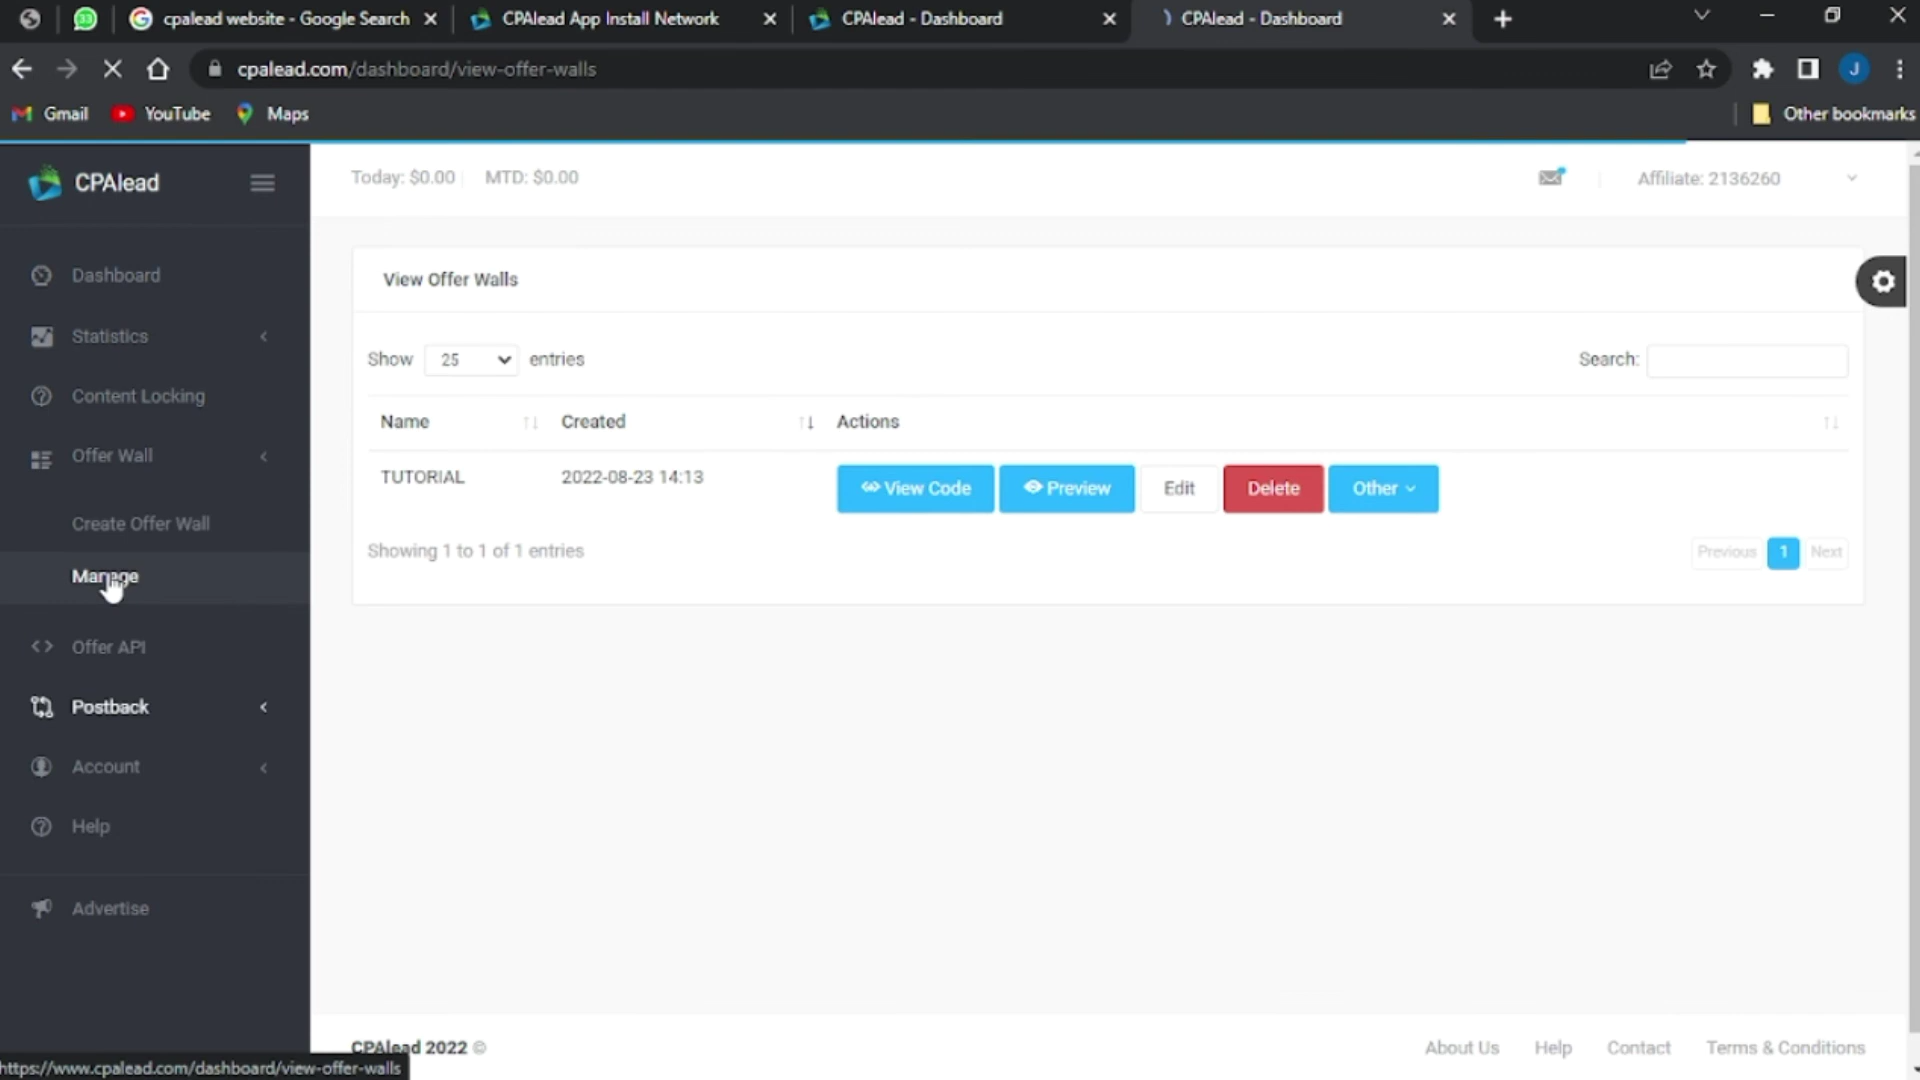 33 cpalead website - Google Search CPAlead App Install Network CPAlead - Dashboard CPAlead - Dashboard
cpalead.com/dashboard/view-offer-walls J
Gmail YouTube Maps Other bookmarks
CPAlead Today: $0.00 MTD: $0.00 Affiliate: 2136260
Dashboard
Statistics
Content Locking
Offer Wall
Create Offer Wall
Manage
Offer API
Postback
Account
Help
Advertise
View Offer Walls
Show 25 entries Search:
Name Created Actions
TUTORIAL 2022-08-23 14:13 View Code Preview Edit Delete Other
Showing 1 to 1 of 1 entries Previous 1 Next
CPAlead 2022 © About Us Help Contact Terms & Conditions
https://www.cpalead.com/dashboard/view-offer-walls